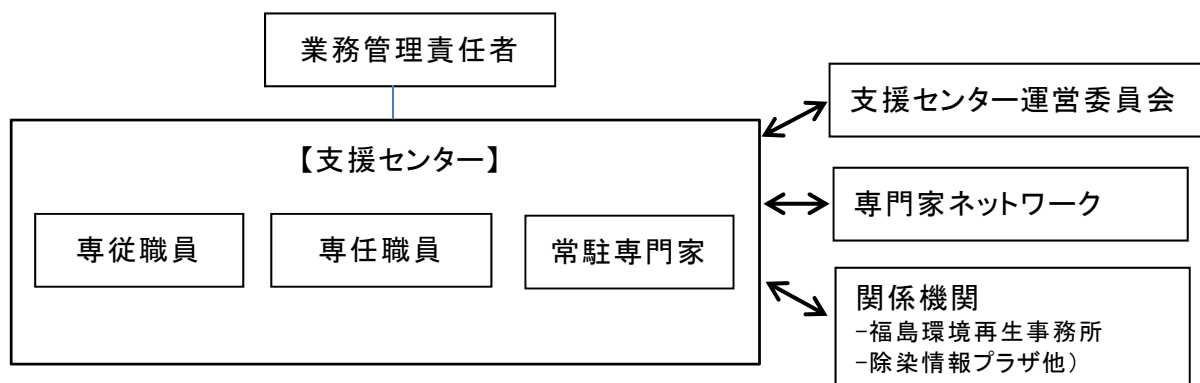 業務管理責任者
支援センター運営委員会
【支援センター】
専門家ネットワーク
専従職員
専任職員
常駐専門家
関係機関
-福島環境再生事務所
-除染情報プラザ他）